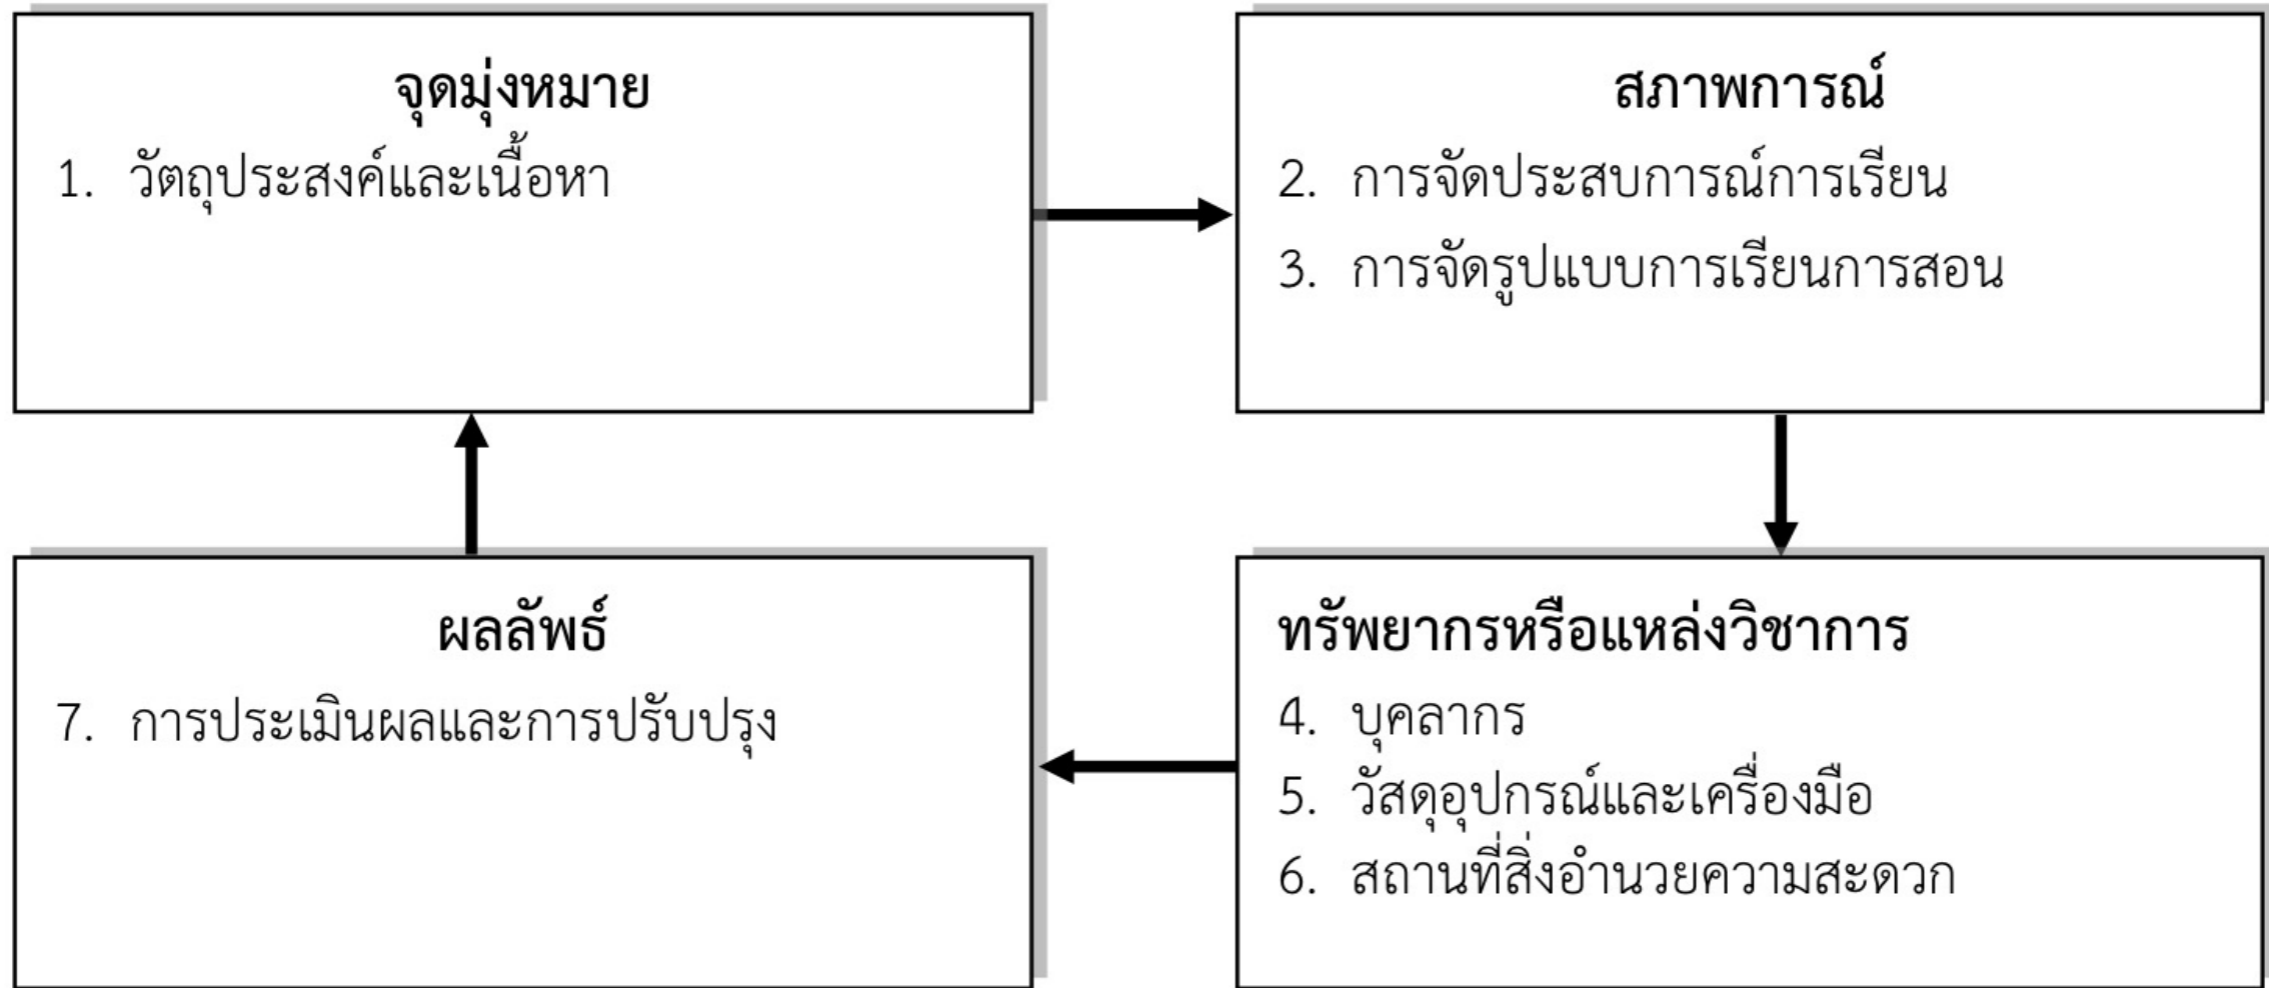 จุดมุ่งหมาย
1. วัตถุประสงค์และเนื้อหา
สภาพการณ์
2. การจัดประสบการณ์การเรียน
3. การจัดรูปแบบการเรียนการสอน
ทรัพยากรหรือแหล่งวิชาการ
4. บุคลากร
5. วัสดุอุปกรณ์และเครื่องมือ
6. สถานที่สิ่งอำนวยความสะดวก
ผลลัพธ์
7. การประเมินผลและการปรับปรุง